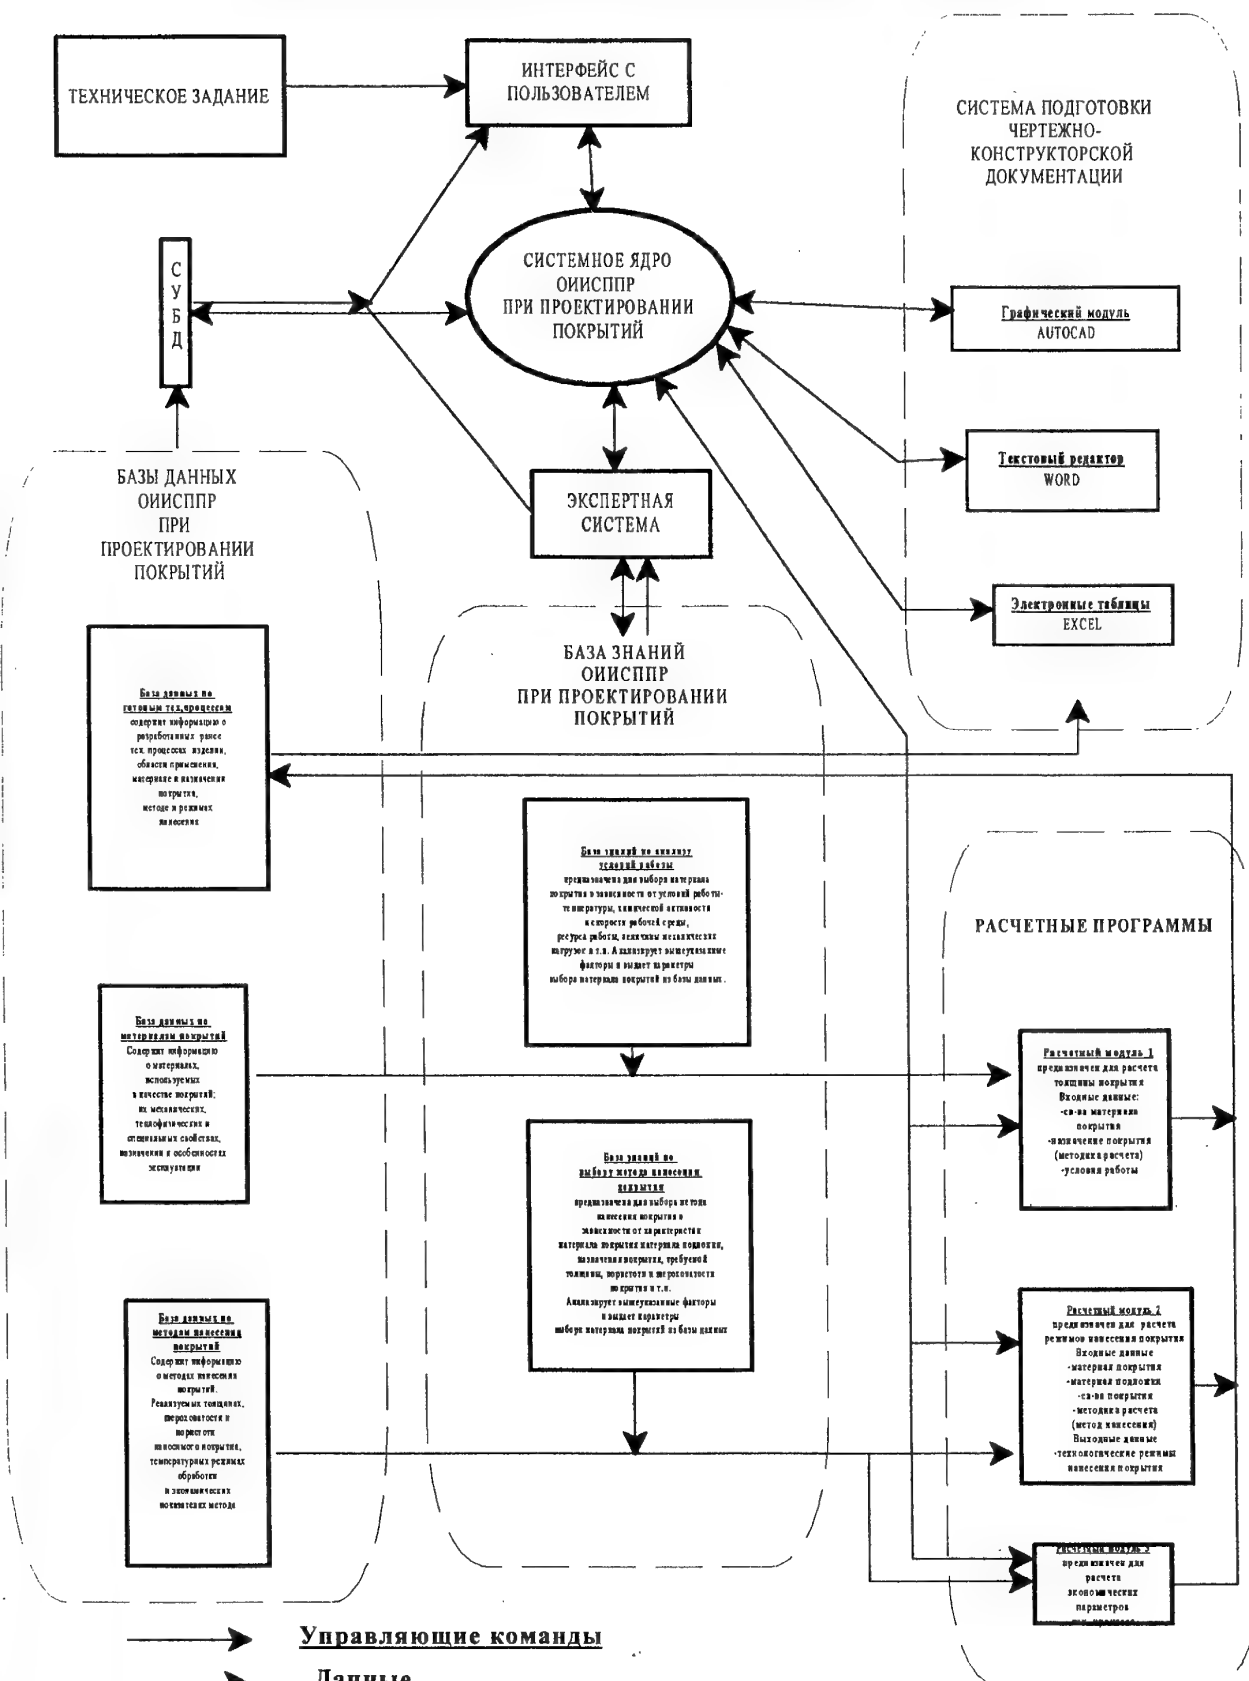 ТЕХНИЧЕСКОЕ ЗАДАНИЕ
ИНТЕРФЕЙС С
ПОЛЬЗОВАТЕЛЕМ
СИСТЕМА ПОДГОТОВКИ
ЧЕРТЕЖНО-
КОНСТРУКТОРСКОЙ
ДОКУМЕНТАЦИИ
СУБД
СИСТЕМНОЕ ЯДРО
ОИИСППР
ПРИ ПРОЕКТИРОВАНИИ
ПОКРЫТИЙ
Графический модуль
AUTOCAD
Текстовый редактор
WORD
Электронные таблицы
EXCEL
ЭКСПЕРТНАЯ
СИСТЕМА
БАЗЫ ДАННЫХ
ОИИСППР
ПРИ
ПРОЕКТИРОВАНИИ
ПОКРЫТИЙ
База данных по
готовым тех.процессам
содержит информацию о
разработанных ранее
тех. процессах изделии,
области применения,
материале и назначении
покрытия,
методе и режимах
нанесения
База данных по
материалам покрытий
Содержит информацию
о материалах,
используемых
в качестве покрытий;
их механических,
теплофизических и
специальных свойствах,
назначении и особенностях
эксплуатации
База данных по
методам нанесения
покрытий
Содержит информацию
о методах нанесения
покрытий.
Реализуемых толщинах,
шероховатости и
пористоти
наносимого покрытия,
температурных режимах
обработки
и экономических
показателях метода
БАЗА ЗНАНИЙ
ОИИСППР
ПРИ ПРОЕКТИРОВАНИИ
ПОКРЫТИЙ
База знаний по анализу
условий работы
предназначена для выбора материала
покрытия в зависимости от условий работы-
температуры, химической активности
и скорости рабочей среды,
ресурса работы, величины механических
нагрузок и т.п. Анализирует вышеуказанные
факторы и выдает параметры
выбора материала покрытий из базы данных.
База знаний по
выбору метода нанесения
покрытия
предназначена для выбора метода
нанесения покрытия в
зависимости от характеристик
материала покрытия материала подложки,
назначения покрытия, требуемой
толщины, пористоти и шероховатости
покрытия и т.п.
Анализирует вышеуказанные факторы
и выдает параметры
выбора материала покрытий из базы данных
РАСЧЕТНЫЕ ПРОГРАММЫ
Расчетный модуль 1
предназначен для расчета
толщины покрытия
Входные данные:
-св-ва материала
покрытия
-назначение покрытия
(методика расчета)
-условия работы
Расчетный модуль 2
предназначен для расчета
режимов нанесения покрытия
Входные данные
-материал покрытия
-материал подложки
-св-ва покрытия
-методика расчета
(метод нанесения)
Выходные данные
-технологические режимы
нанесения покрытия
Расчетный модуль 3
предназначен для
расчета
экономических
параметров
Управляющие команды
Данные